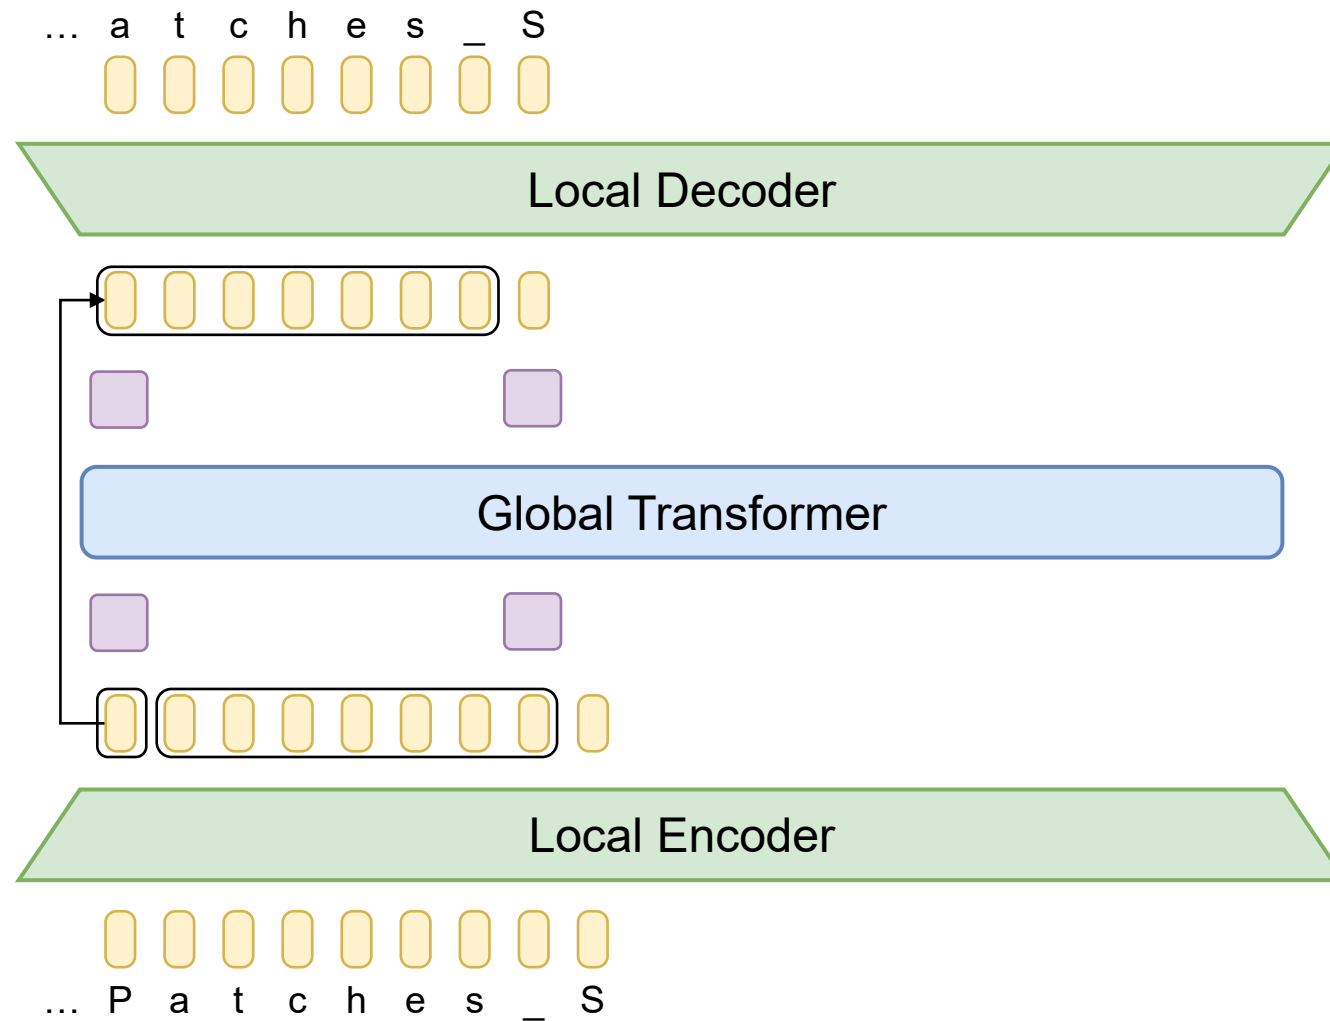 ... a t c h e s _ S
Local Decoder
Global Transformer
Local Encoder
... P a t c h e s _ S